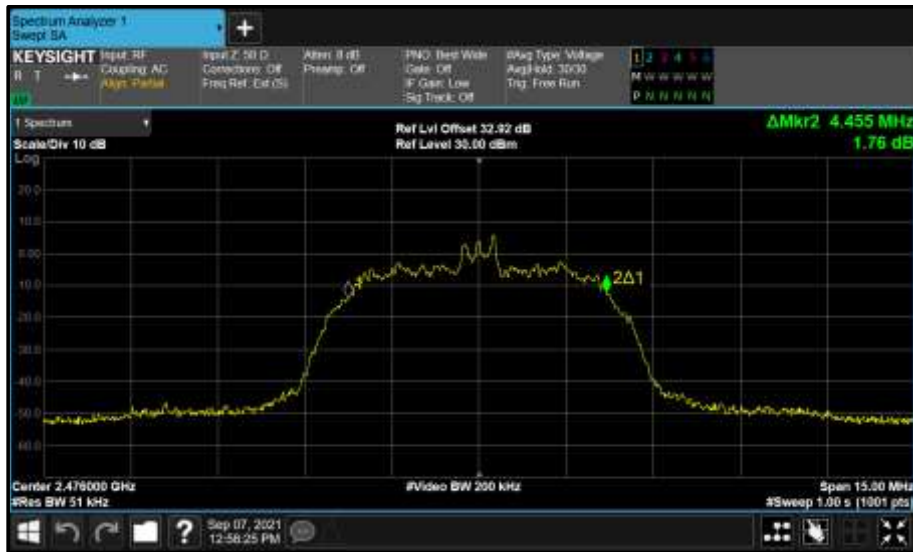 Spectrum Analyzer 1
Swept SA
+
KEYSIGHT
R T
Input: RF
Coupling: AC
Align: Partial
Input Z: 50 Ω
Corrections: Off
Freq Ref: Ext (S)
Atten: 8 dB
Preamp: Off
PNO: Best Wide
Gate: Off
IF Gain: Low
Sig Track: Off
#Avg Type: Voltage
Avg|Hold: 30/30
Trig: Free Run
1 2 3 4 5 6
M W W W W W
P N N N N N
1 Spectrum
Scale/Div 10 dB
Log
Ref Lvl Offset 32.92 dB
Ref Level 30.00 dBm
ΔMkr2 4.455 MHz
1.76 dB
20.0
10.0
0.00
-10.0
-20.0
-30.0
-40.0
-50.0
-60.0
2Δ1
Center 2.476000 GHz
#Res BW 51 kHz
#Video BW 200 kHz
Span 15.00 MHz
#Sweep 1.00 s (1001 pts)
?
Sep 07, 2021
12:58:25 PM